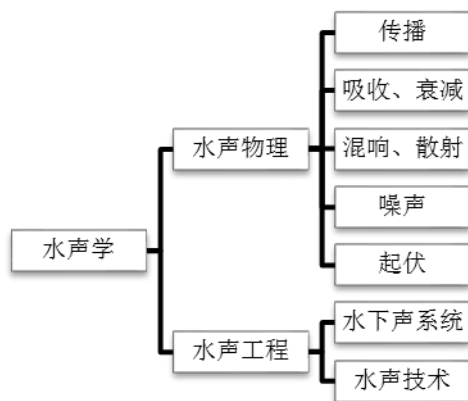 传播
吸收、衰减
水声物理
混响、散射
噪声
水声学
起伏
水下声系统
水声工程
水声技术